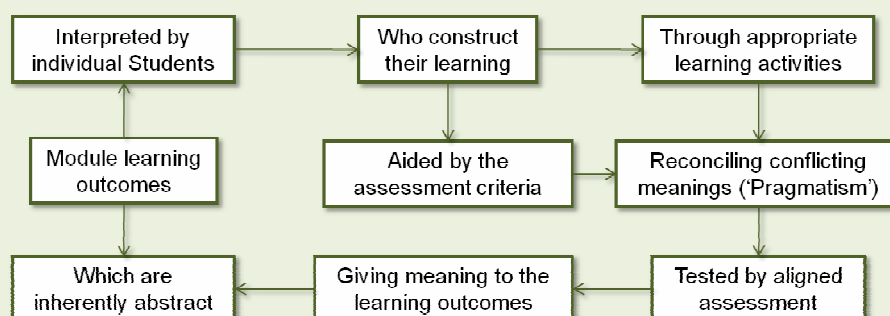 Interpreted by
individual Students
Who construct
their learning
Through appropriate
learning activities
Module learning
outcomes
Aided by the
assessment criteria
Reconciling conflicting
meanings (‘Pragmatism’)
Which are
inherently abstract
Giving meaning to the
learning outcomes
Tested by aligned
assessment